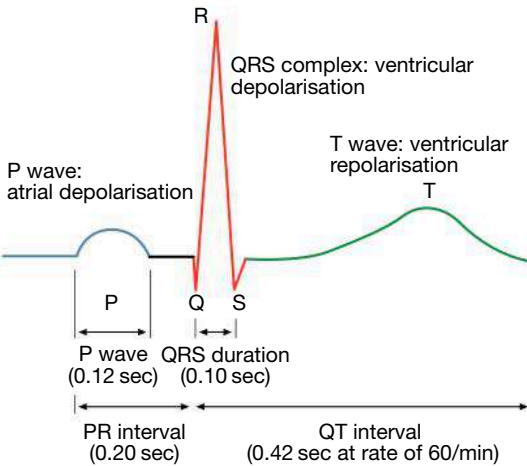 R
QRS complex: ventricular
depolarisation
T wave: ventricular
repolarisation
T
P wave:
atrial depolarisation
P
Q
S
P wave
(0.12 sec)
QRS duration
(0.10 sec)
PR interval
(0.20 sec)
QT interval
(0.42 sec at rate of 60/min)